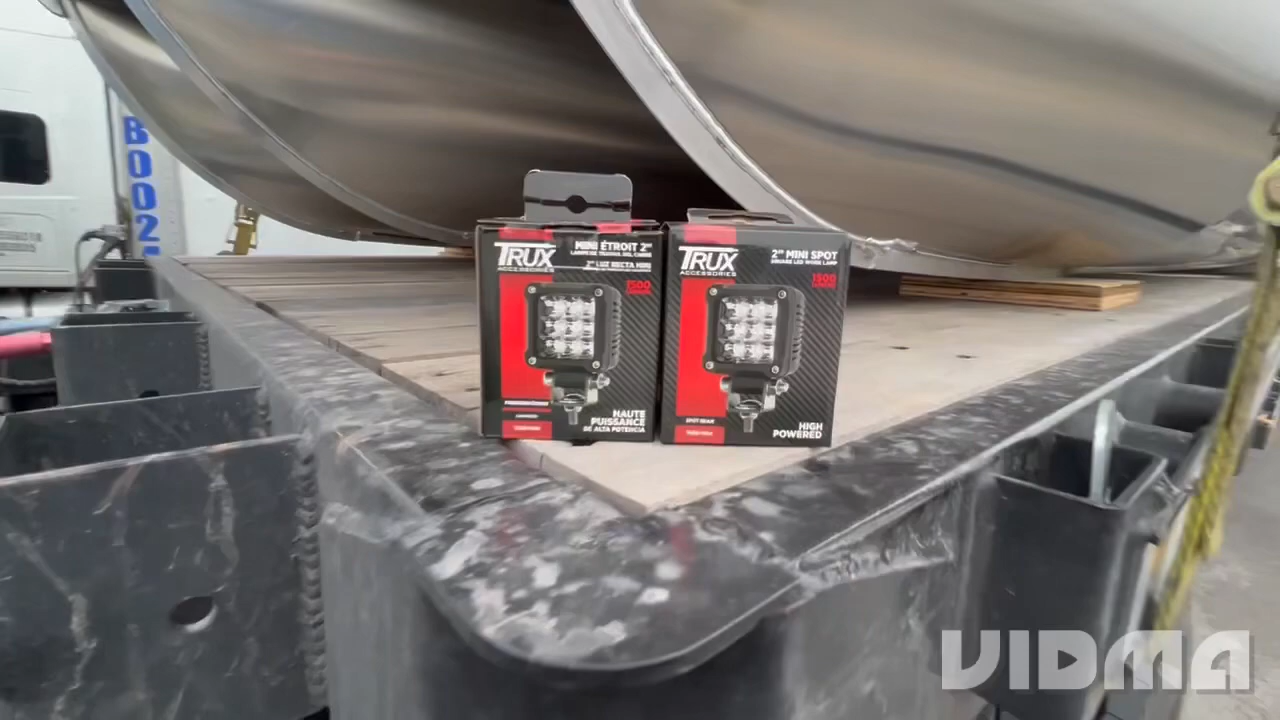 BOO2
TRUX
ACCESSORIES
MINI ÉTROIT 2"
2" LUZ RECTA MINI
1500
HAUTE
PUISSANCE
DE ALTA POTENCIA
TRUX
ACCESSORIES
2" MINI SPOT
SQUARE LED WORK LAMP
1500
SPOT BEAM
HIGH
POWERED
VIDMA